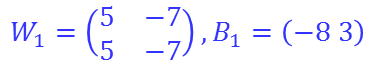 W₁ = (5 −7
5 −7), B₁ = (−8 3)